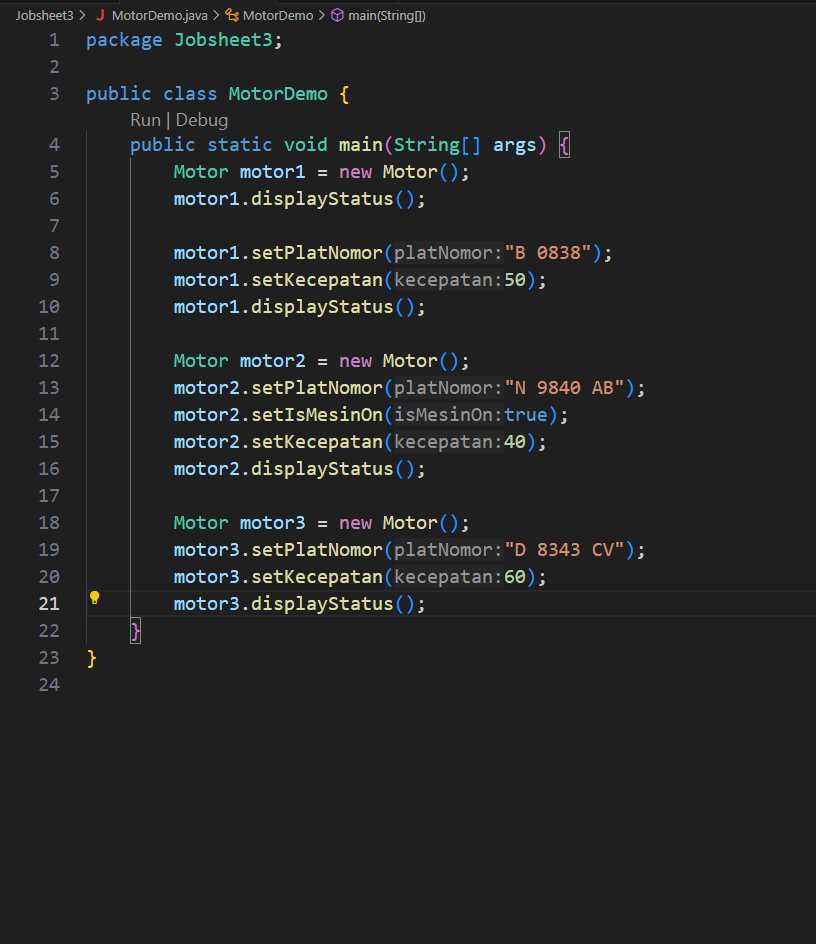 Jobsheet3 > J MotorDemo.java > MotorDemo > main(String[])
1 package Jobsheet3;
2
3 public class MotorDemo {
Run | Debug
4 public static void main(String[] args) {
5 Motor motor1 = new Motor();
6 motor1.displayStatus();
7
8 motor1.setPlatNomor(platNomor:"B 0838");
9 motor1.setKecepatan(kecepatan:50);
10 motor1.displayStatus();
11
12 Motor motor2 = new Motor();
13 motor2.setPlatNomor(platNomor:"N 9840 AB");
14 motor2.setIsMesinOn(isMesinOn:true);
15 motor2.setKecepatan(kecepatan:40);
16 motor2.displayStatus();
17
18 Motor motor3 = new Motor();
19 motor3.setPlatNomor(platNomor:"D 8343 CV");
20 motor3.setKecepatan(kecepatan:60);
21 motor3.displayStatus();
22 }
23 }
24